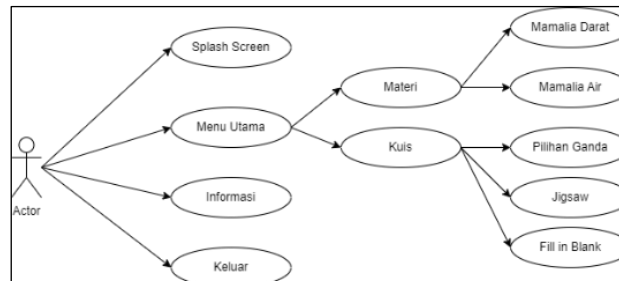 Splash Screen
Menu Utama
Informasi
Keluar
Actor
Materi
Kuis
Mamalia Darat
Mamalia Air
Pilihan Ganda
Jigsaw
Fill in Blank